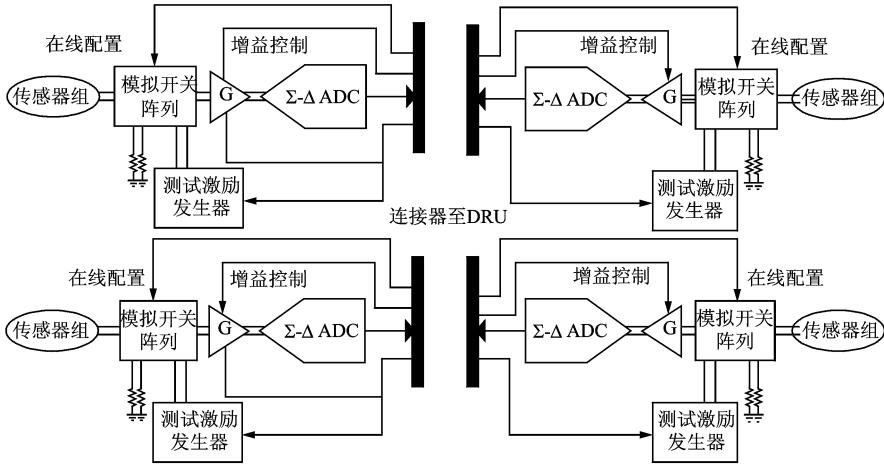 在线配置
增益控制
传感器组
模拟开关
阵列
G
Σ-Δ ADC
测试激励
发生器
增益控制
在线配置
Σ-Δ ADC
G
模拟开关
阵列
传感器组
测试激励
发生器
连接器至DRU
在线配置
增益控制
传感器组
模拟开关
阵列
G
Σ-Δ ADC
测试激励
发生器
增益控制
在线配置
Σ-Δ ADC
G
模拟开关
阵列
传感器组
测试激励
发生器